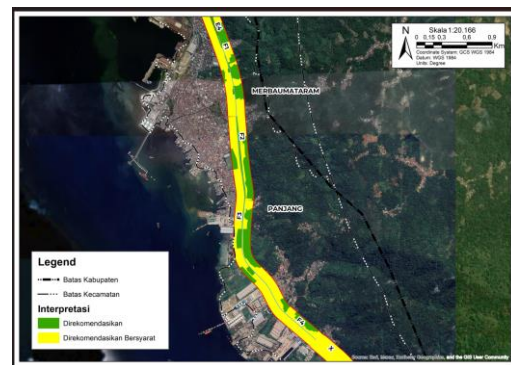 N
Skala 1:20.166
0 0,15 0,3 0,6 0,9
Km
Coordinate System: GCS WGS 1984
Datum: WGS 1984
Units: Degree
MERBAUMATARAM
PANJANG
F3
F4
Legend
Batas Kabupaten
Batas Kecamatan
Interpretasi
Direkomendasikan
Direkomendasikan Bersyarat
Source: Esri, Maxar, Earthstar Geographics, and the GIS User Community